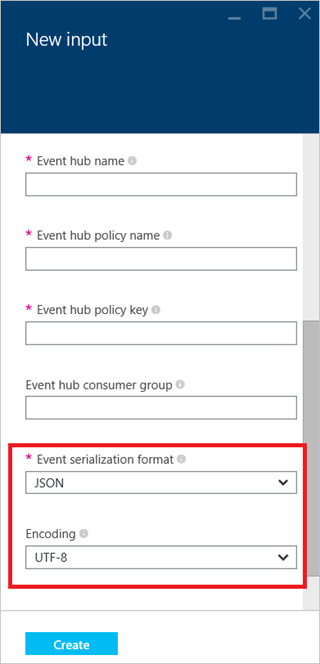 New input
* Event hub name
* Event hub policy name
* Event hub policy key
Event hub consumer group
* Event serialization format
JSON
Encoding
UTF-8
Create